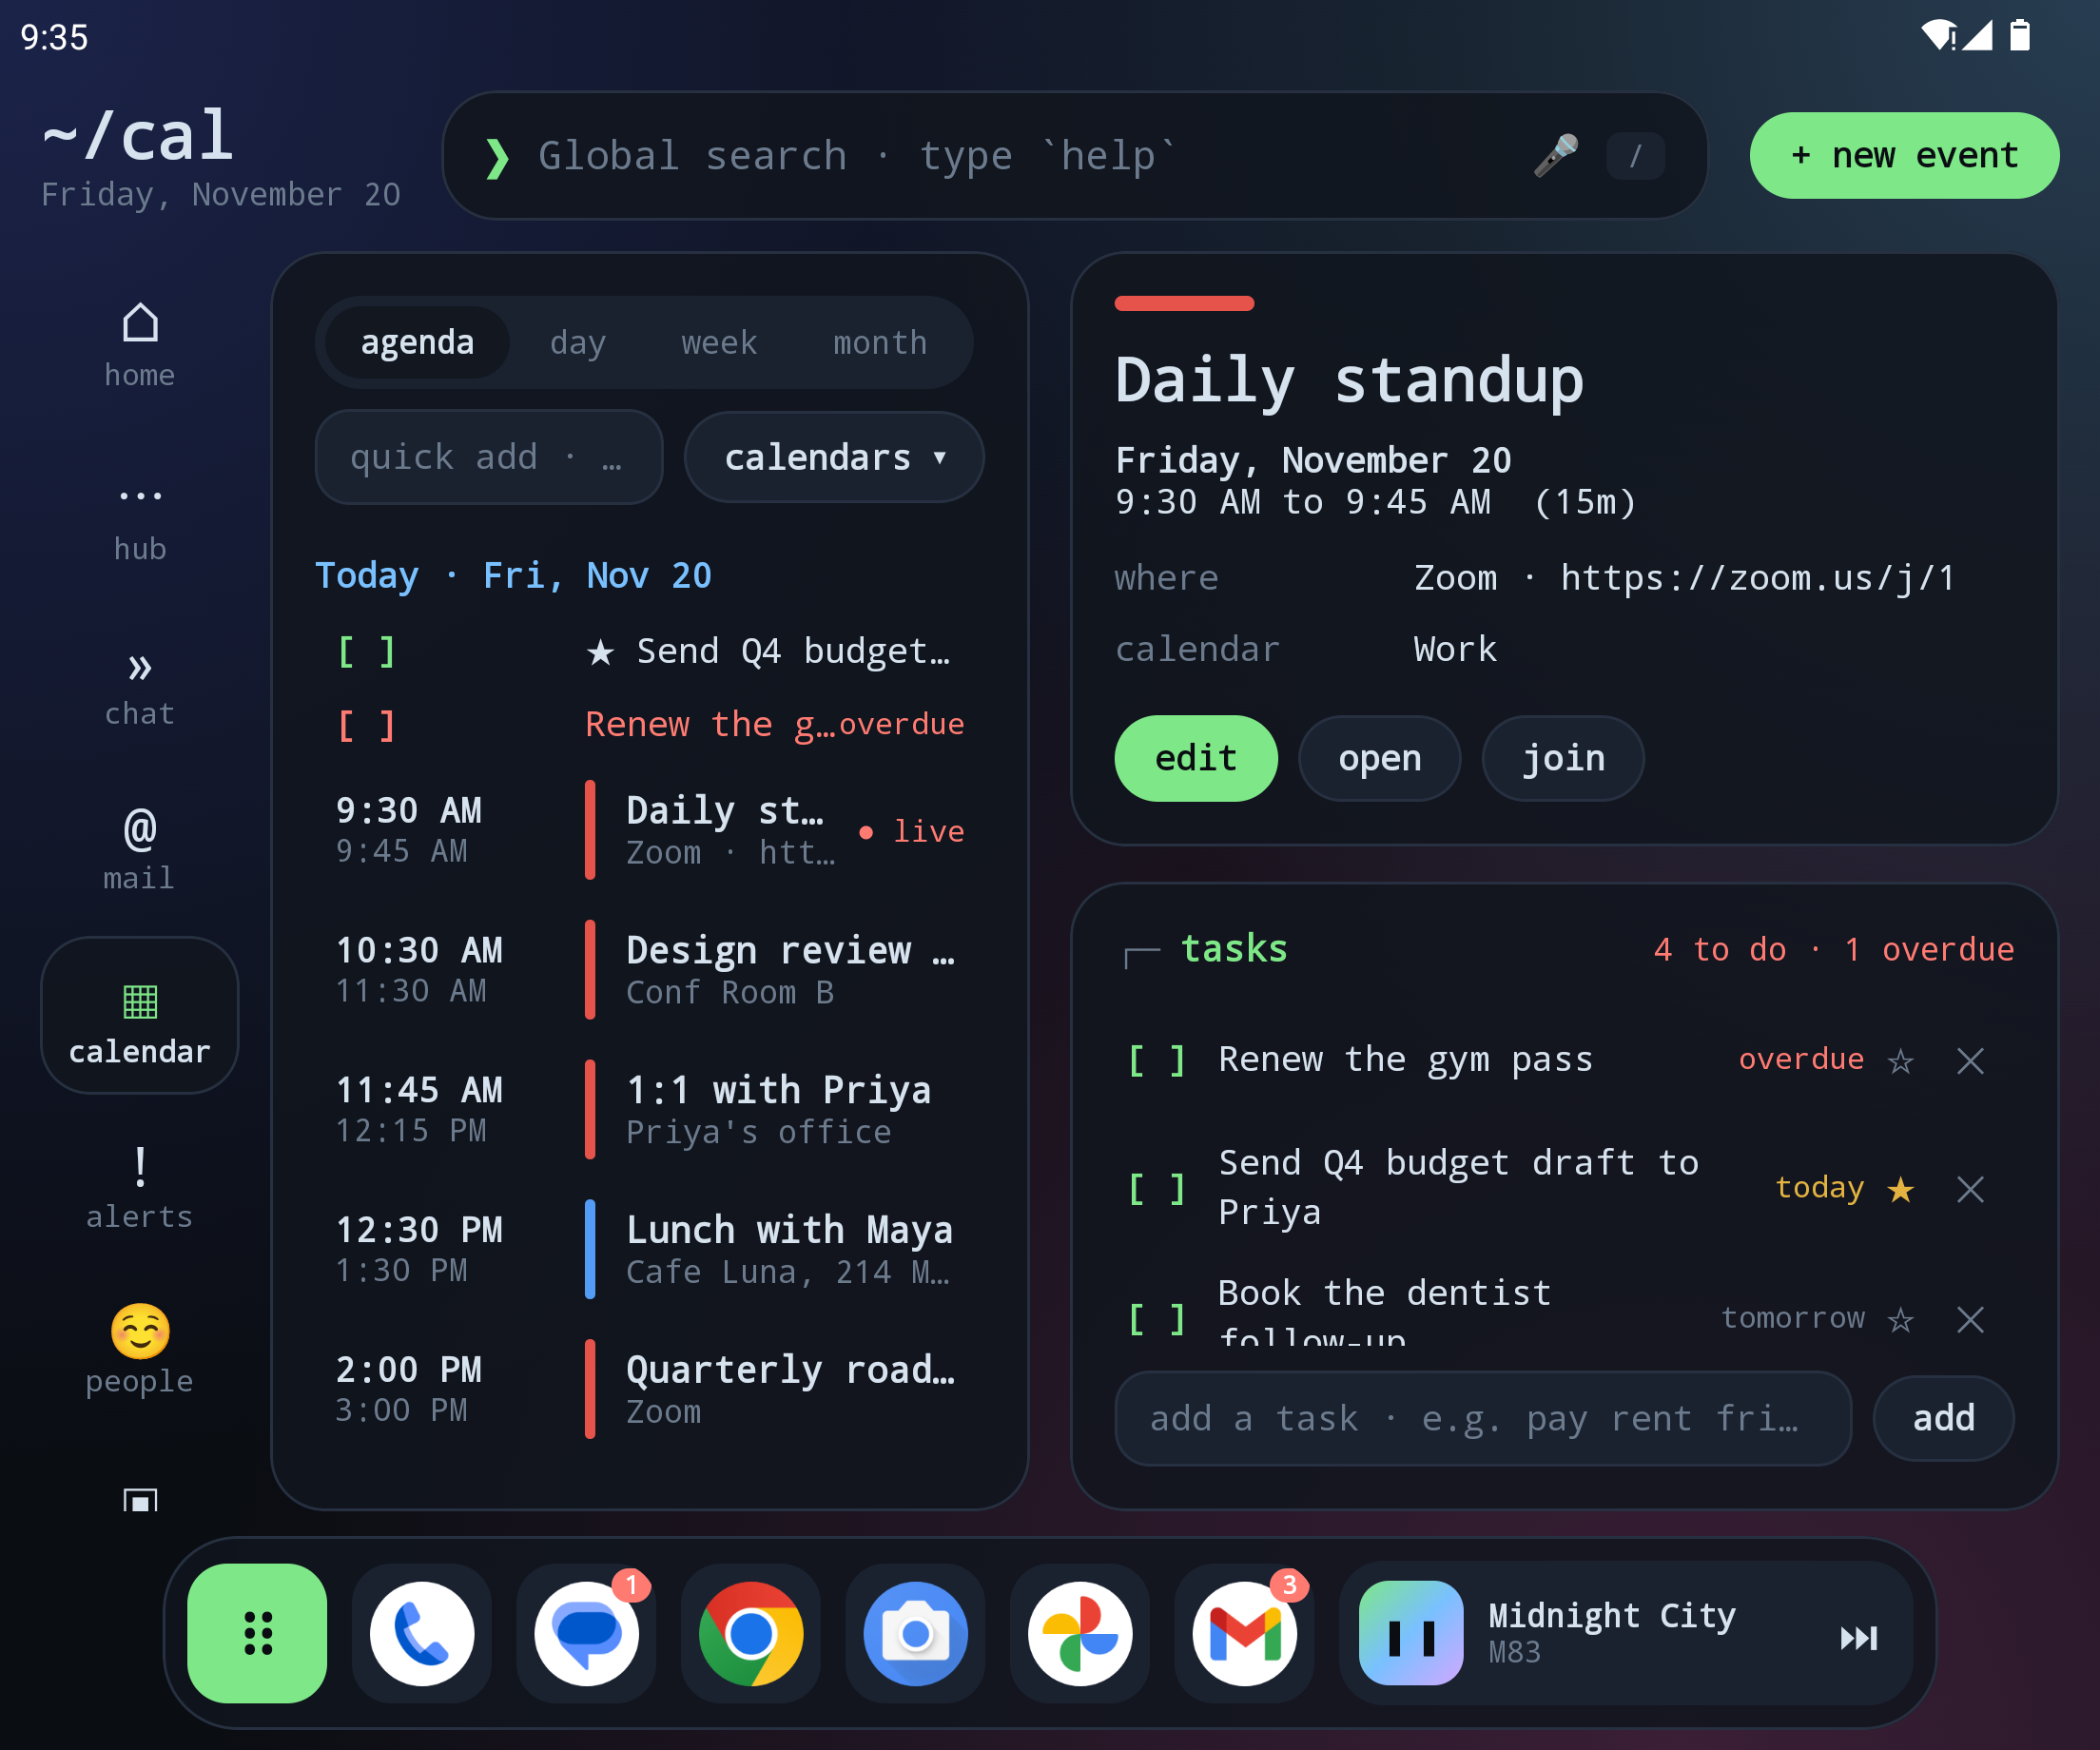 9:35
~/cal
Friday, November 20
❯ Global search · type `help`
/
+ new event
home
hub
chat
mail
calendar
alerts
people
agenda day week month
quick add · …
calendars ▾
Today · Fri, Nov 20
[ ] ★ Send Q4 budget…
[ ] Renew the g… overdue
9:30 AM Daily st…
9:45 AM Zoom · htt…
● live
10:30 AM Design review …
11:30 AM Conf Room B
11:45 AM 1:1 with Priya
12:15 PM Priya's office
12:30 PM Lunch with Maya
1:30 PM Cafe Luna, 214 M…
2:00 PM Quarterly road…
3:00 PM Zoom
Daily standup
Friday, November 20
9:30 AM to 9:45 AM (15m)
where Zoom · https://zoom.us/j/1
calendar Work
edit open join
tasks 4 to do · 1 overdue
[ ] Renew the gym pass overdue ☆ ×
[ ] Send Q4 budget draft to
Priya
today ★ ×
[ ] Book the dentist
follow-up
tomorrow ☆ ×
add a task · e.g. pay rent fri…
add
1
3
Midnight City
M83